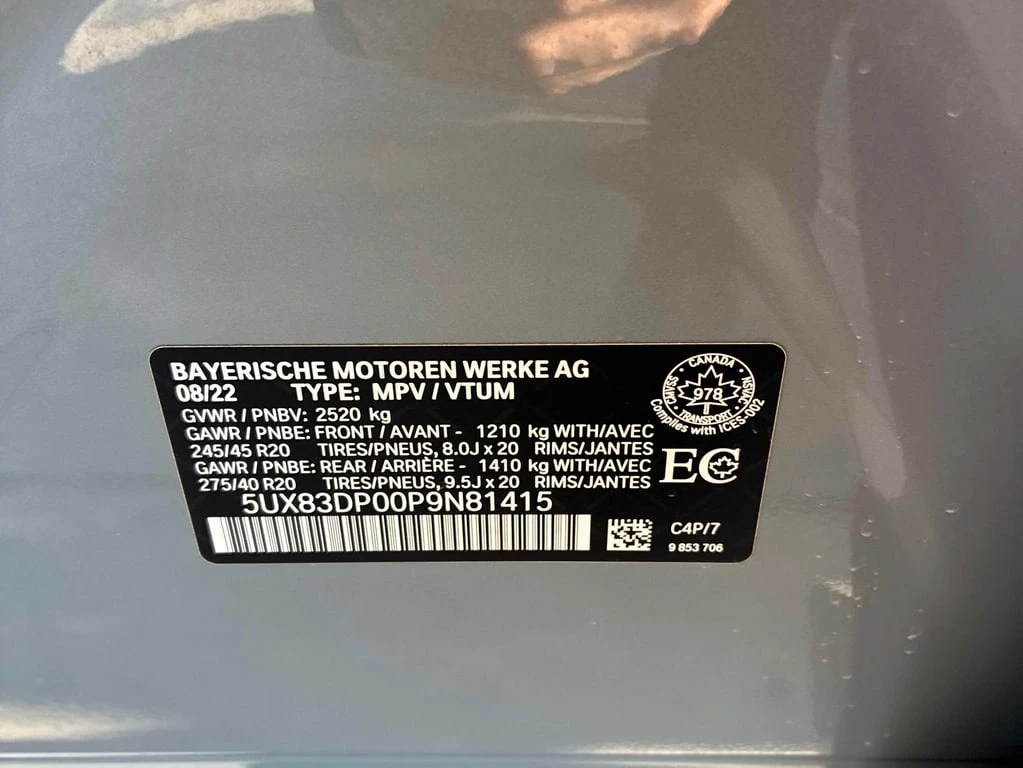 BAYERISCHE MOTOREN WERKE AG
08/22 TYPE: MPV / VTUM
GVWR / PNBV: 2520 kg
GAWR / PNBE: FRONT / AVANT - 1210 kg WITH/AVEC
245/45 R20 TIRES/PNEUS, 8.0J x 20 RIMS/JANTES
GAWR / PNBE: REAR / ARRIÈRE - 1410 kg WITH/AVEC
275/40 R20 TIRES/PNEUS, 9.5J x 20 RIMS/JANTES
5UX83DP00P9N81415
CANADA
CMVSS
NSVAC
978
TRANSPORT
Complies with ICES-002
EC
C4P/7
9 853 706